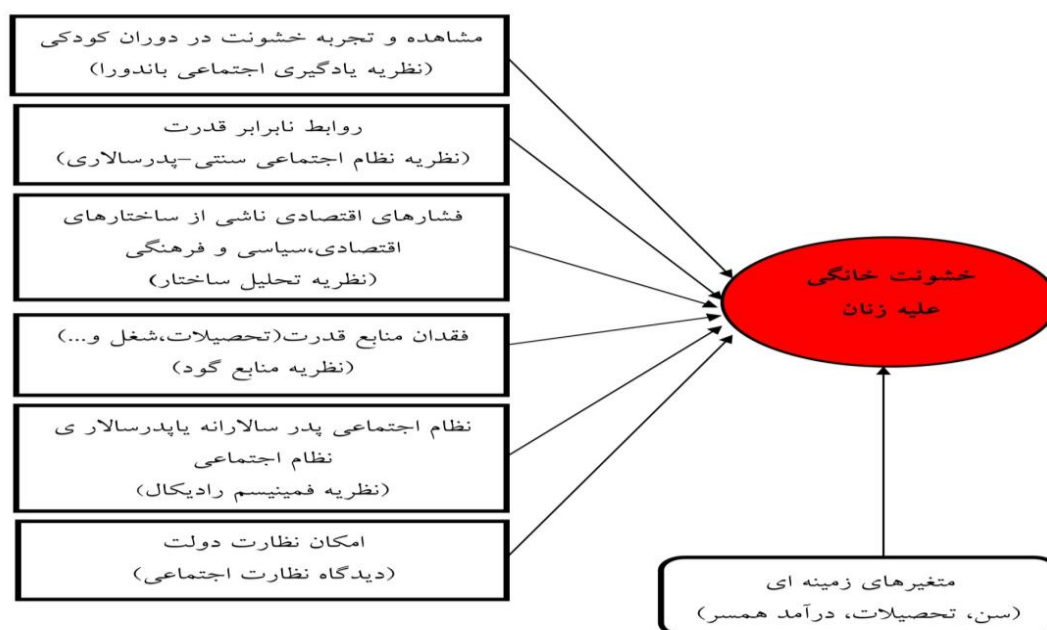 مشاهده و تجربه خشونت در دوران کودکی
(نظریه یادگیری اجتماعی باندورا)
روابط نابرابر قدرت
(نظریه نظام اجتماعی سنتی-پدرسالاری)
فشارهای اقتصادی ناشی از ساختارهای
اقتصادی،سیاسی و فرهنگی
(نظریه تحلیل ساختار)
فقدان منابع قدرت(تحصیلات،شغل و...)
(نظریه منابع گود)
نظام اجتماعی پدر سالارانه یاپدرسالار ی
نظام اجتماعی
(نظریه فمینیسم رادیکال)
امکان نظارت دولت
(دیدگاه نظارت اجتماعی)
خشونت خانگی
علیه زنان
متغیرهای زمینه ای
(سن، تحصیلات، درآمد همسر)